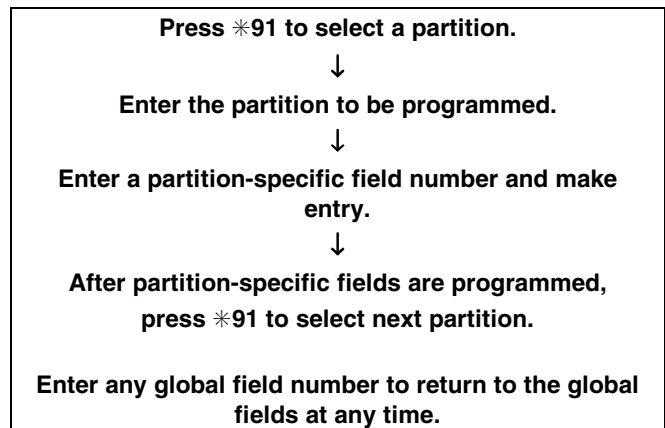 Press ✳91 to select a partition.
↓
Enter the partition to be programmed.
↓
Enter a partition-specific field number and make
entry.
↓
After partition-specific fields are programmed,
press ✳91 to select next partition.
Enter any global field number to return to the global
fields at any time.